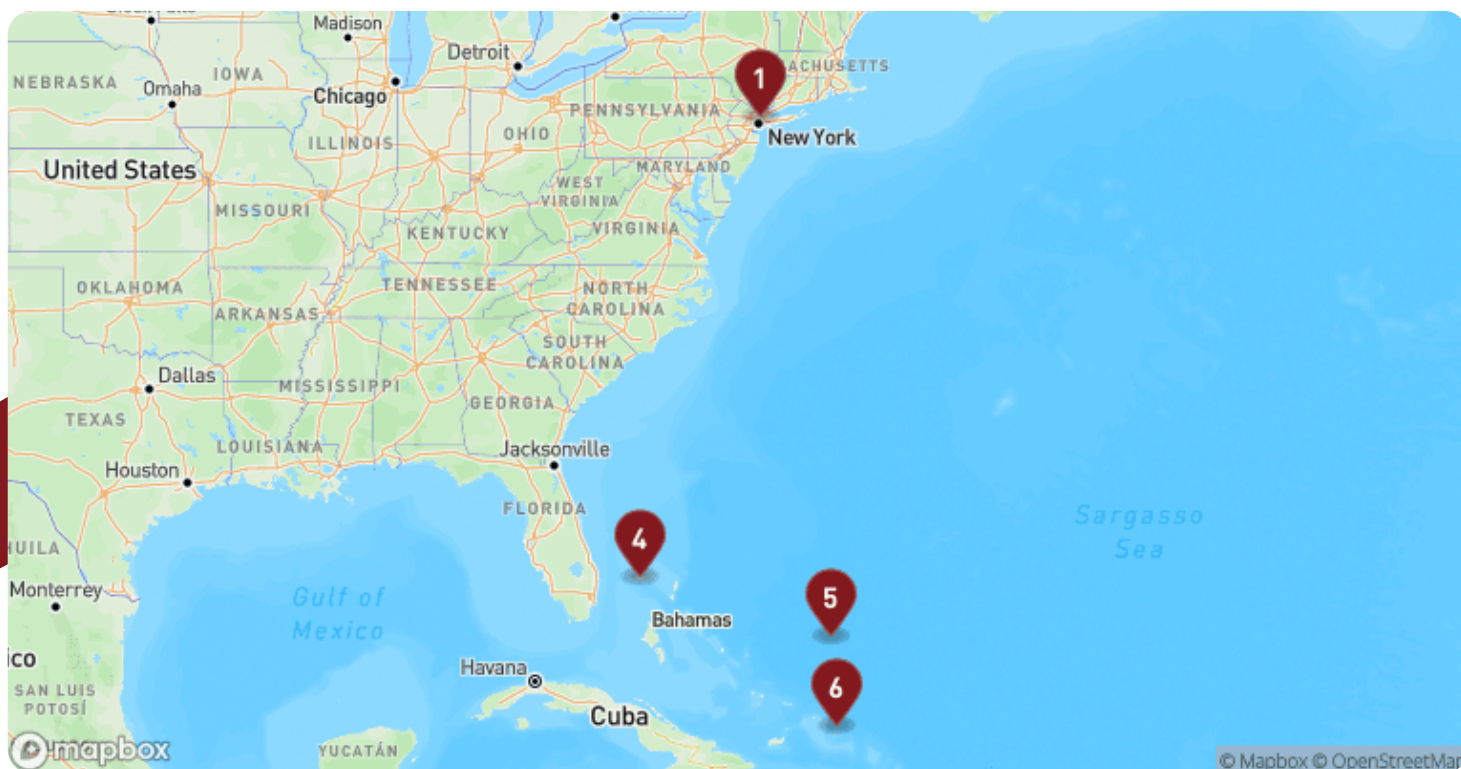 Madison
Detroit
ACHUSETTS
NEBRASKA
IOWA
Omaha
Chicago
1
PENNSYLVANIA
New York
OHIO
ILLINOIS
United States
MARYLAND
WEST
VIRGINIA
MISSOURI
KENTUCKY
VIRGINIA
OKLAHOMA
TENNESSEE
NORTH
CAROLINA
ARKANSAS
SOUTH
CAROLINA
Dallas
MISSISSIPPI
GEORGIA
TEXAS
LOUISIANA
Jacksonville
Houston
FLORIDA
Sargasso
Sea
4
HUILA
Monterrey
Gulf of
Mexico
5
Bahamas
ico
Havana
6
SAN LUIS
POTOSÍ
Cuba
mapbox
YUCATÁN
© Mapbox © OpenStreetMap